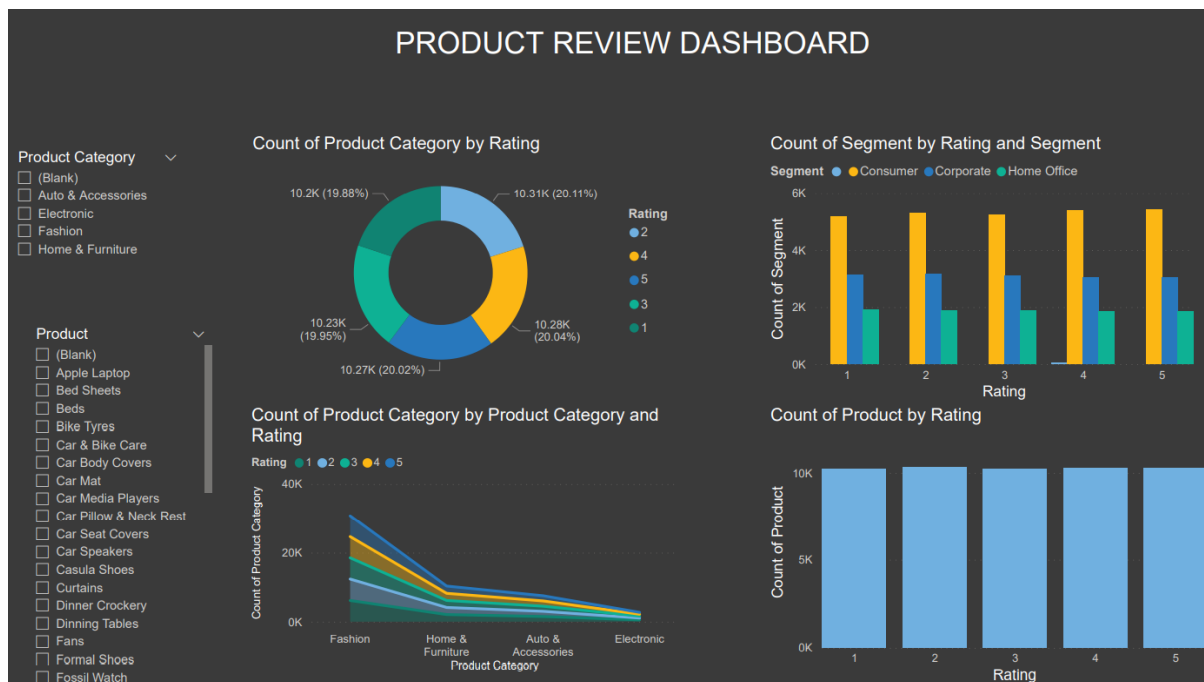 PRODUCT REVIEW DASHBOARD
Product Category
(Blank)
Auto & Accessories
Electronic
Fashion
Home & Furniture
Product
(Blank)
Apple Laptop
Bed Sheets
Beds
Bike Tyres
Car & Bike Care
Car Body Covers
Car Mat
Car Media Players
Car Pillow & Neck Rest
Car Seat Covers
Car Speakers
Casula Shoes
Curtains
Dinner Crockery
Dinning Tables
Fans
Formal Shoes
Fossil Watch
Count of Product Category by Rating
10.2K (19.88%)
10.31K (20.11%)
10.23K
(19.95%)
10.28K
(20.04%)
10.27K (20.02%)
Rating
2
4
5
3
1
Count of Segment by Rating and Segment
Segment Consumer Corporate Home Office
Count of Segment
6K
4K
2K
0K
1 2 3 4 5
Rating
Count of Product Category by Product Category and
Rating
Rating 1 2 3 4 5
Count of Product Category
40K
20K
0K
Fashion
Home &
Furniture
Auto &
Accessories
Electronic
Product Category
Count of Product by Rating
Count of Product
10K
5K
0K
1 2 3 4 5
Rating